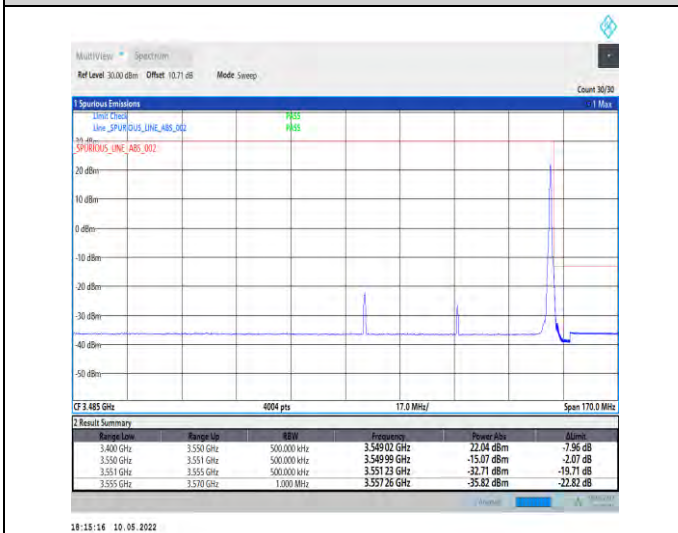 MultiView Spectrum
Ref Level 30.00 dBm Offset 10.71 dB Mode Sweep
Count 30/30
1 Spurious Emissions 1 Max
Limit Check PASS
Line _SPURIOUS_LINE_ABS_002 PASS
_SPURIOUS_LINE_ABS_002
20 dBm
10 dBm
0 dBm
-10 dBm
-20 dBm
-30 dBm
-40 dBm
-50 dBm
CF 3.485 GHz 4004 pts 17.0 MHz/ Span 170.0 MHz
2 Result Summary
Range Low Range Up RBW Frequency Power Abs ΔLimit
3.400 GHz 3.550 GHz 500.000 kHz 3.549 02 GHz 22.04 dBm -7.96 dB
3.550 GHz 3.551 GHz 500.000 kHz 3.549 99 GHz -15.07 dBm -2.07 dB
3.551 GHz 3.555 GHz 500.000 kHz 3.551 23 GHz -32.71 dBm -19.71 dB
3.555 GHz 3.570 GHz 1.000 MHz 3.557 26 GHz -35.82 dBm -22.82 dB
18:15:16 10.05.2022